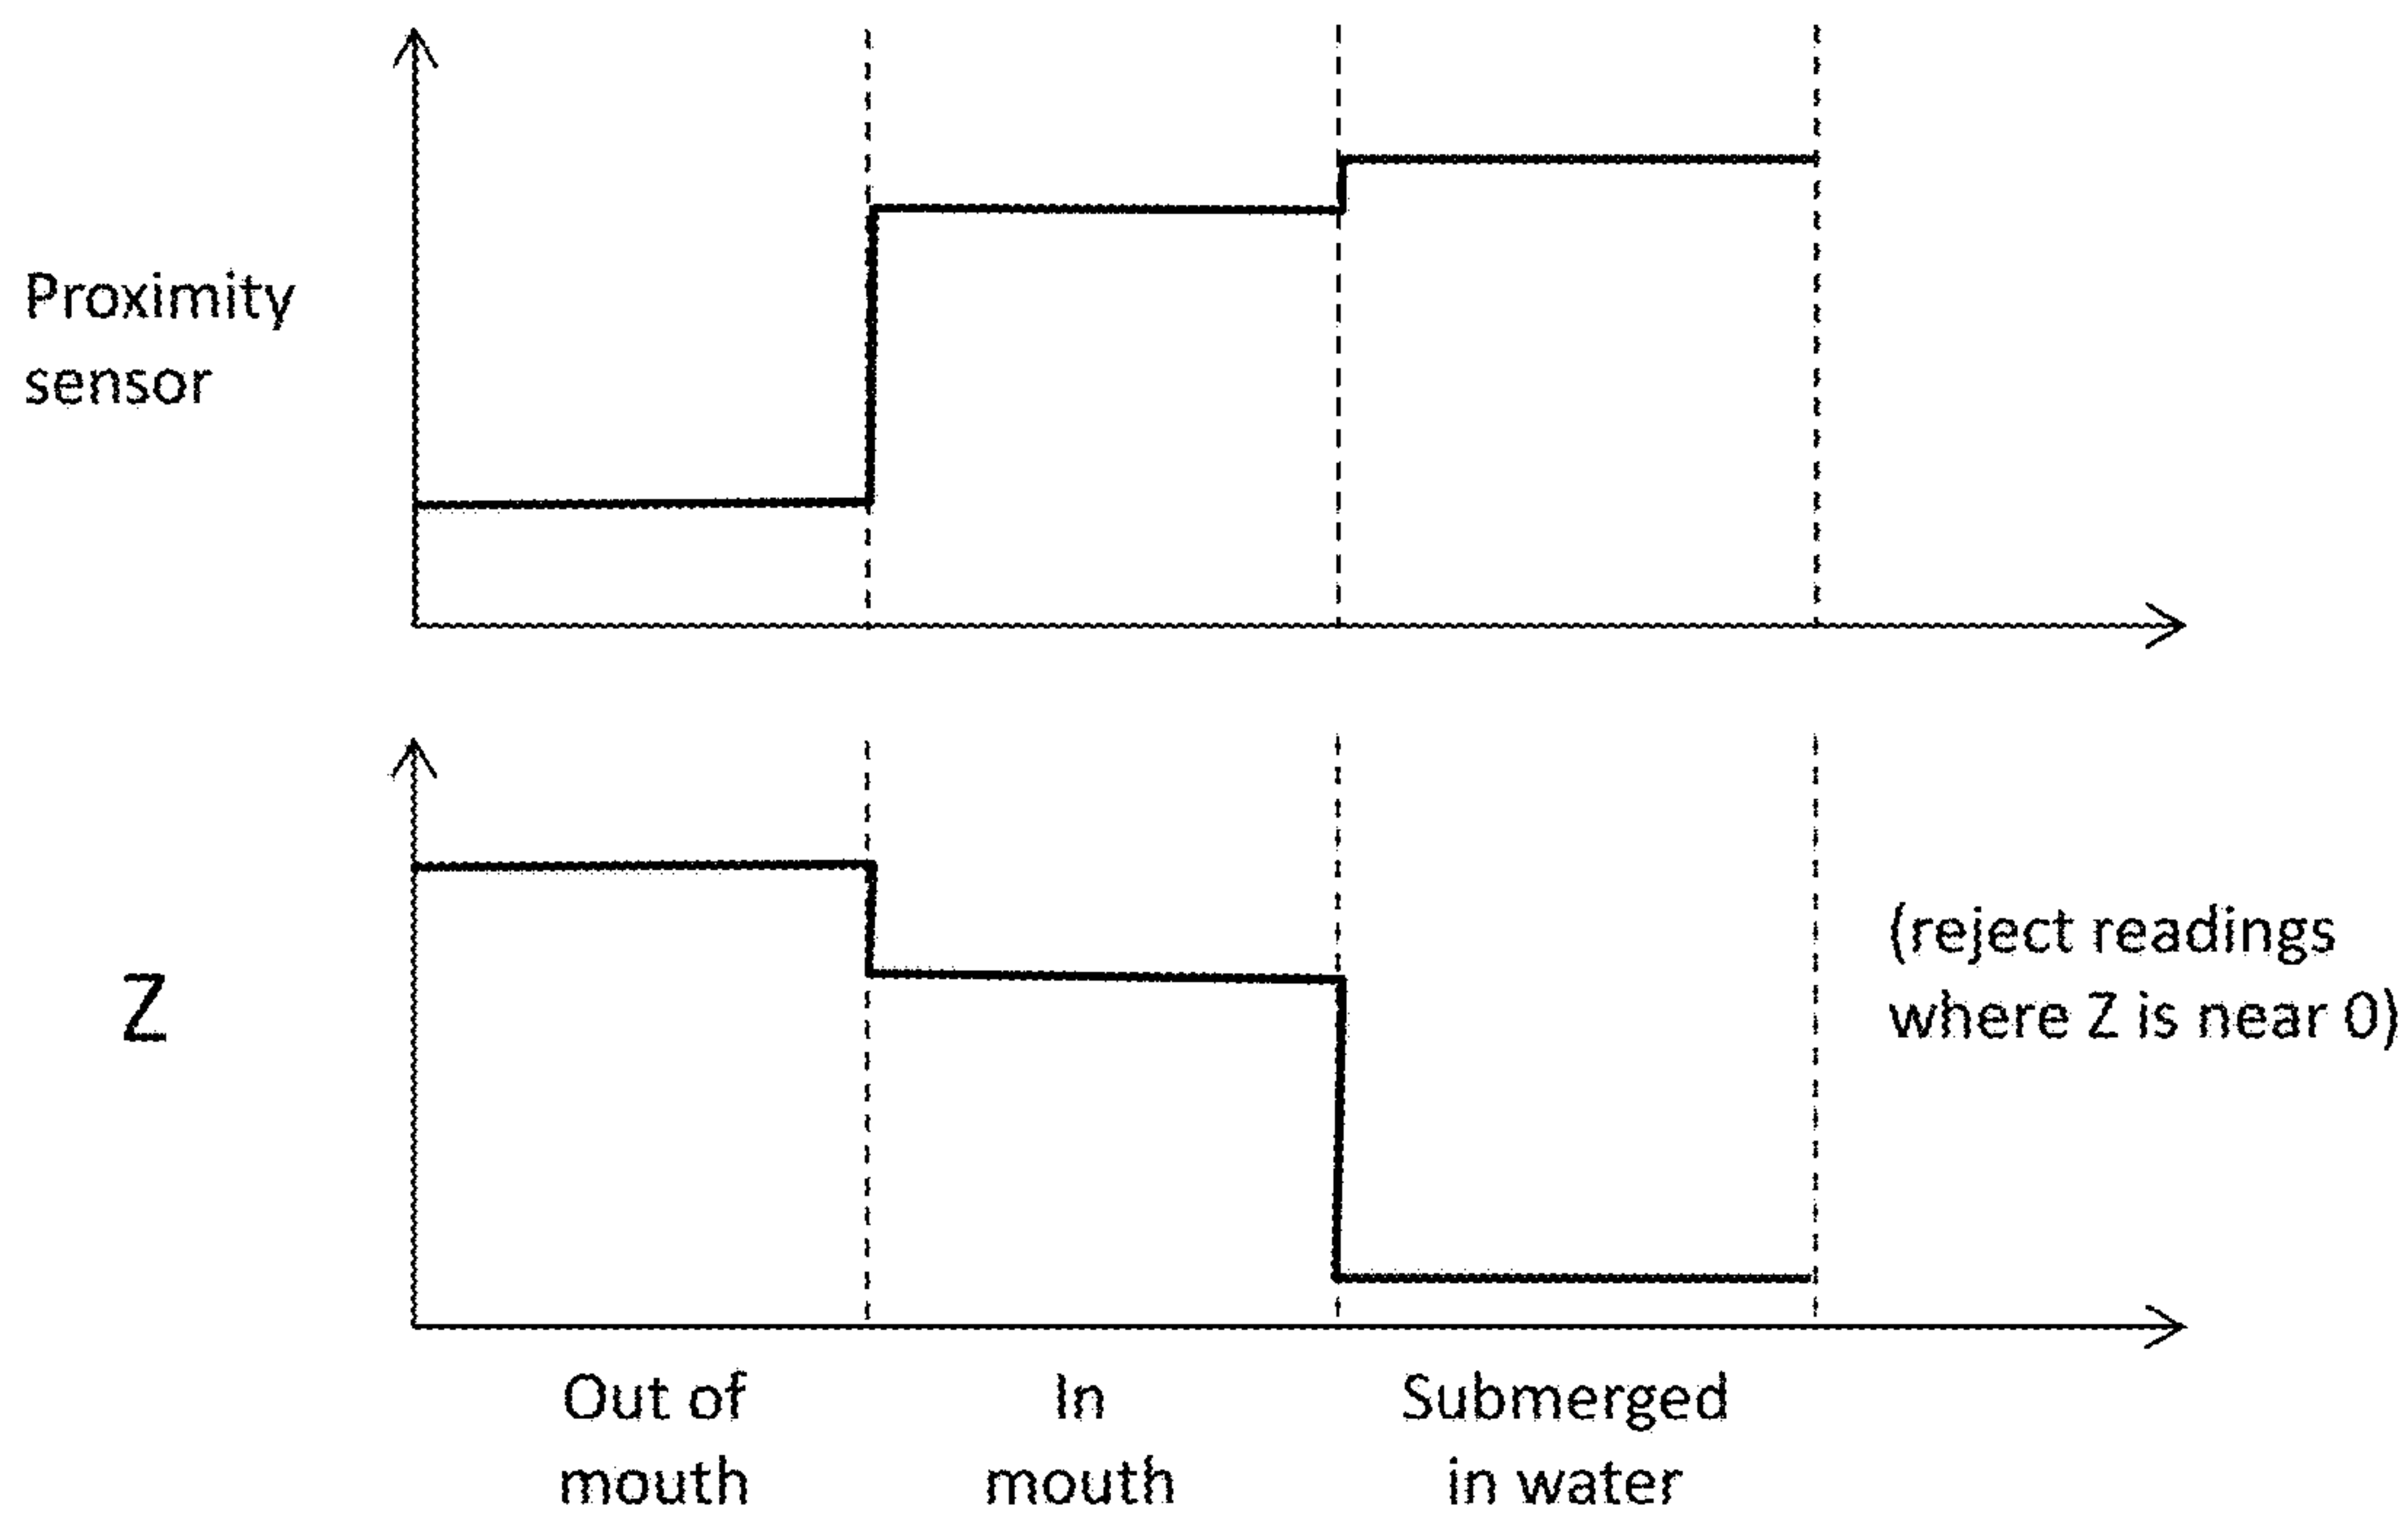 Proximity
sensor
Z
(reject readings
where Z is near 0)
Out of
mouth
In
mouth
Submerged
in water